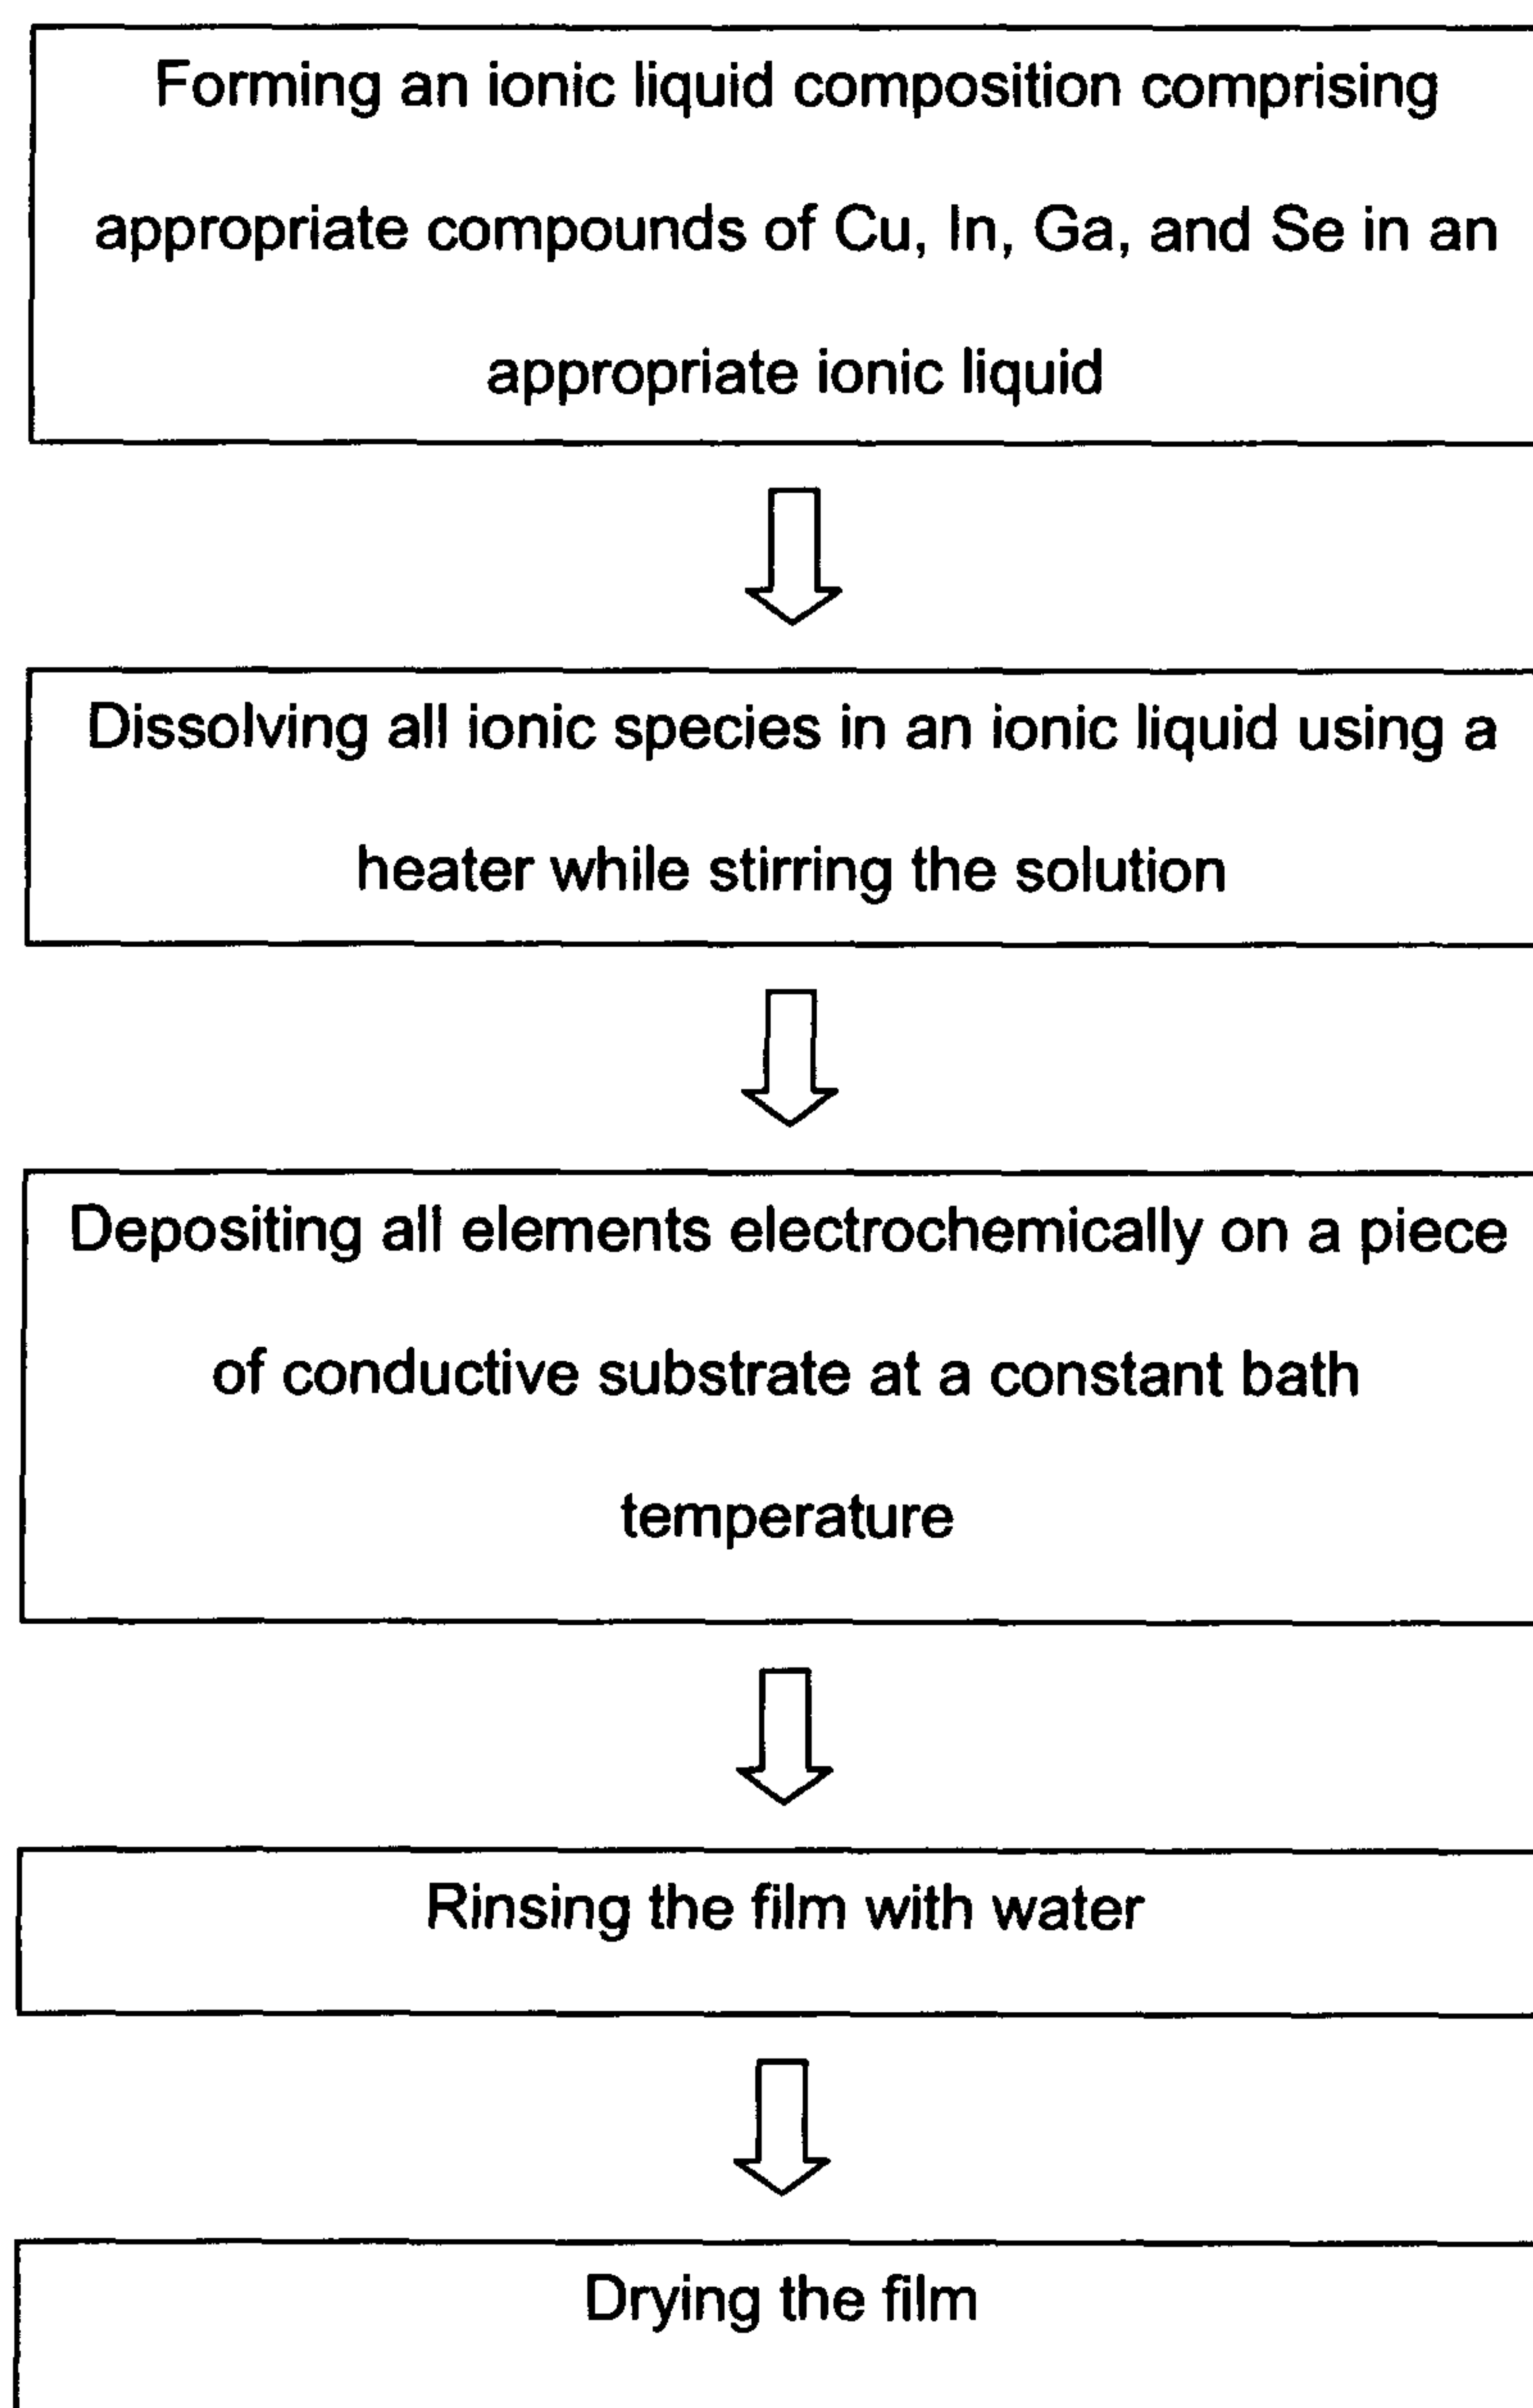 Forming an ionic liquid composition comprising
appropriate compounds of Cu, In, Ga, and Se in an
appropriate ionic liquid
Dissolving all ionic species in an ionic liquid using a
heater while stirring the solution
Depositing all elements electrochemically on a piece
of conductive substrate at a constant bath
temperature
Rinsing the film with water
Drying the film